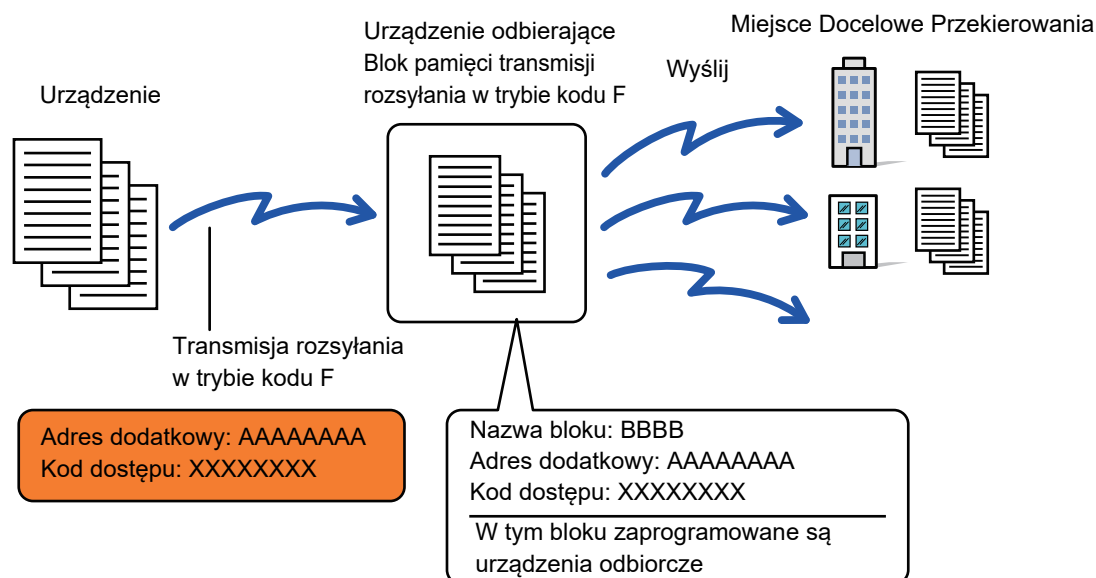 Urządzenie
Urządzenie odbierające
Blok pamięci transmisji
rozsyłania w trybie kodu F
Wyślij
Miejsce Docelowe Przekierowania
Transmisja rozsyłania
w trybie kodu F
Adres dodatkowy: AAAAAAAA
Kod dostępu: XXXXXXXX
Nazwa bloku: BBBB
Adres dodatkowy: AAAAAAAA
Kod dostępu: XXXXXXXX
W tym bloku zaprogramowane są
urządzenia odbiorcze